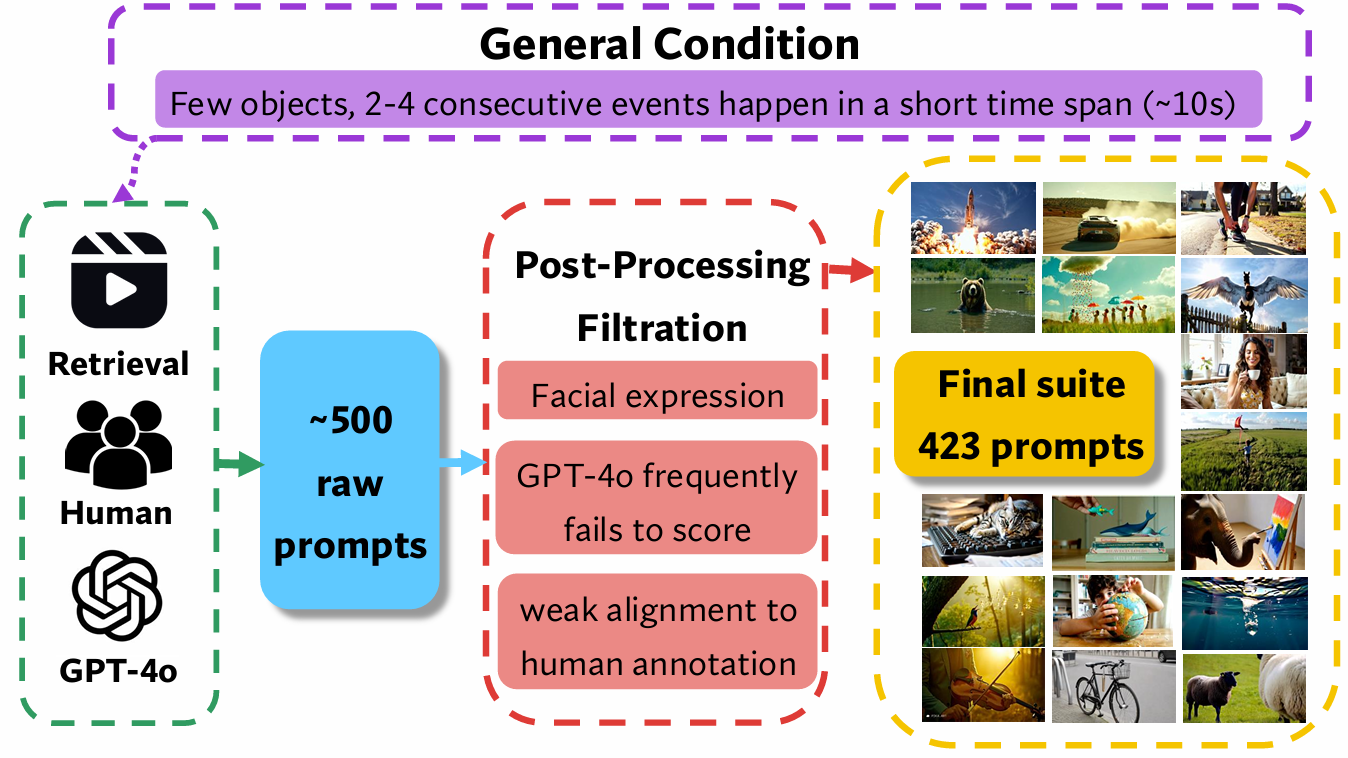 General Condition
Few objects, 2-4 consecutive events happen in a short time span (~10s)
Retrieval
Human
GPT-4o
~500
raw
prompts
Post-Processing
Filtration
Facial expression
GPT-4o frequently
fails to score
weak alignment to
human annotation
Final suite
423 prompts